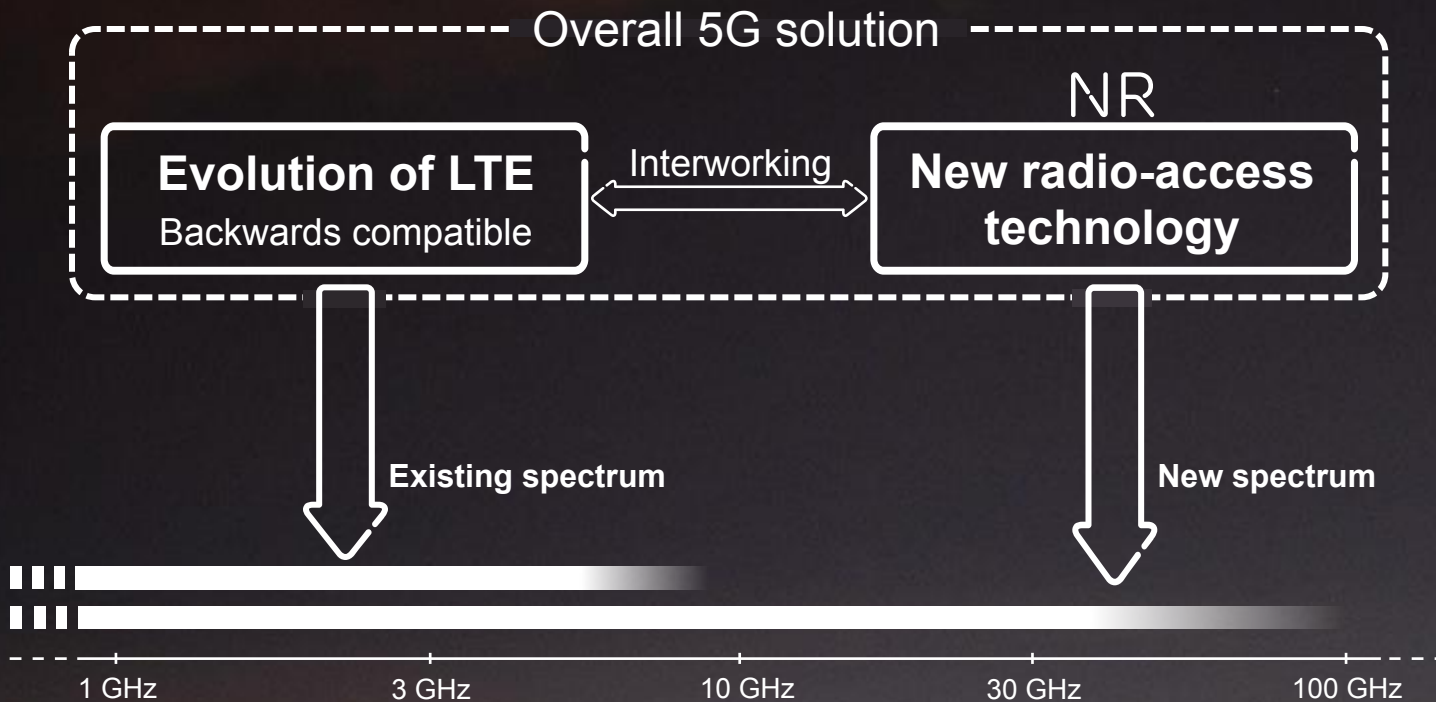 Overall 5G solution
NR
Evolution of LTE
Backwards compatible
Interworking
New radio-access
technology
Existing spectrum
New spectrum
1 GHz
3 GHz
10 GHz
30 GHz
100 GHz